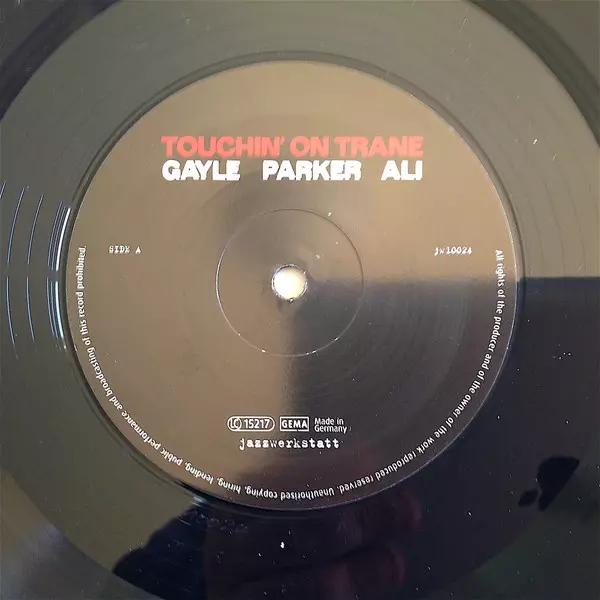 TOUCHIN' ON TRANE
GAYLE PARKER ALI
SIDE A
jw10024
LC 15217 GEMA Made in
Germany
jazzwerkstatt
All rights of the producer and of the owner of the work reproduced reserved. Unauthorised copying, hiring, lending, public performance and broadcasting of this record prohibited.